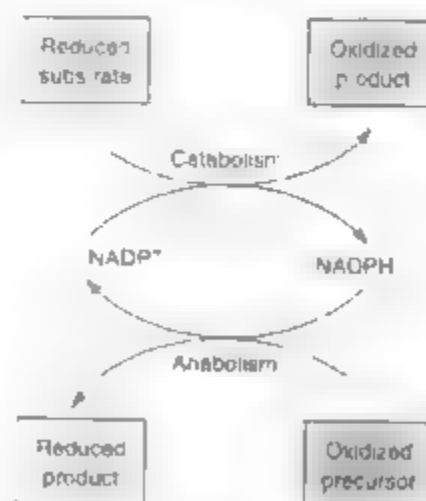 Reduced
substrate
Oxidized
product
Catabolism
NADP+
NADPH
Anabolism
Reduced
product
Oxidized
precursor